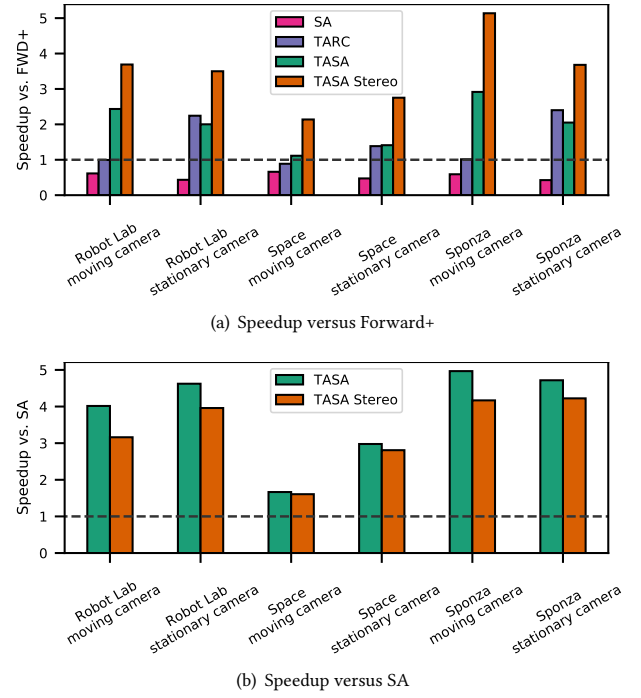 5
4
3
2
1
0
Speedup vs. FWD+
SA
TARC
TASA
TASA Stereo
Robot Lab
moving camera
Robot Lab
stationary camera
Space
moving camera
Space
stationary camera
Sponza
moving camera
Sponza
stationary camera
(a) Speedup versus Forward+
5
4
3
2
1
0
Speedup vs. SA
TASA
TASA Stereo
Robot Lab
moving camera
Robot Lab
stationary camera
Space
moving camera
Space
stationary camera
Sponza
moving camera
Sponza
stationary camera
(b) Speedup versus SA